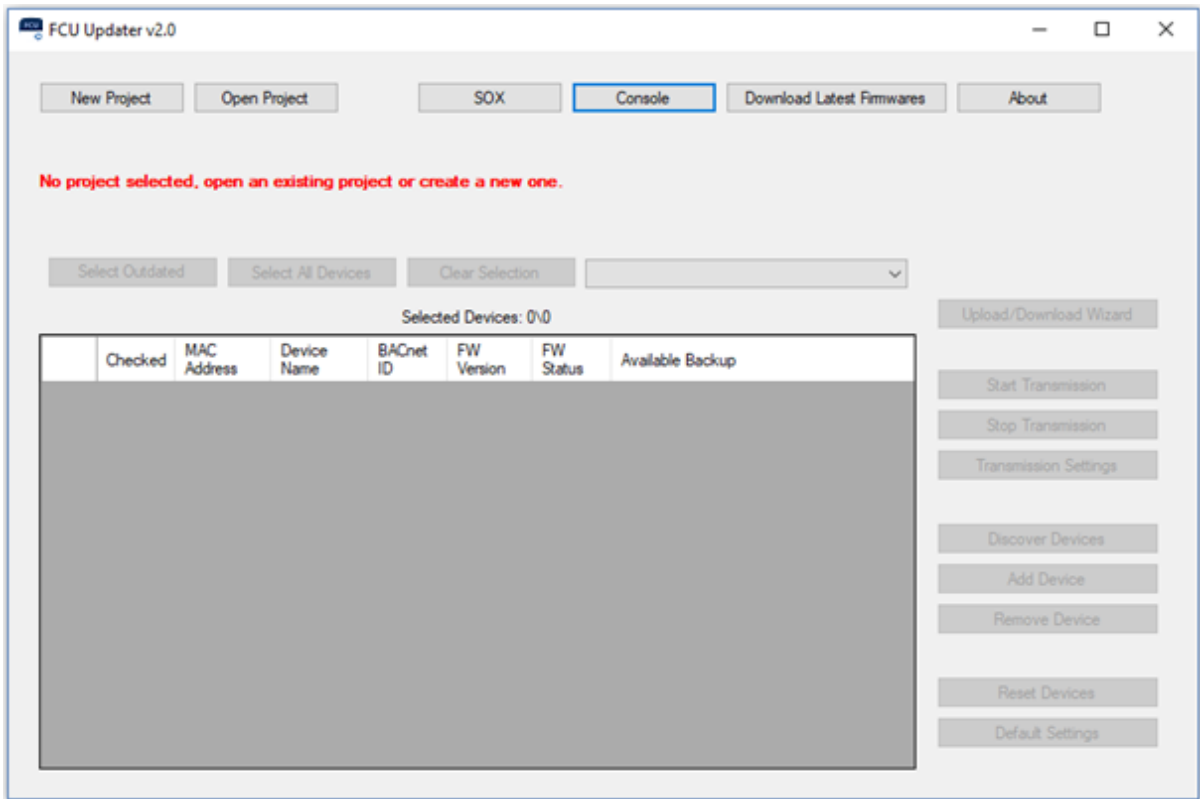 FCU Updater v2.0
New Project Open Project SOX Console Download Latest Firmwares About
No project selected, open an existing project or create a new one.
Select Outdated Select All Devices Clear Selection
Selected Devices: 0\0
Upload/Download Wizard
Checked MAC Address Device Name BACnet ID FW Version FW Status Available Backup
Start Transmission
Stop Transmission
Transmission Settings
Discover Devices
Add Device
Remove Device
Reset Devices
Default Settings